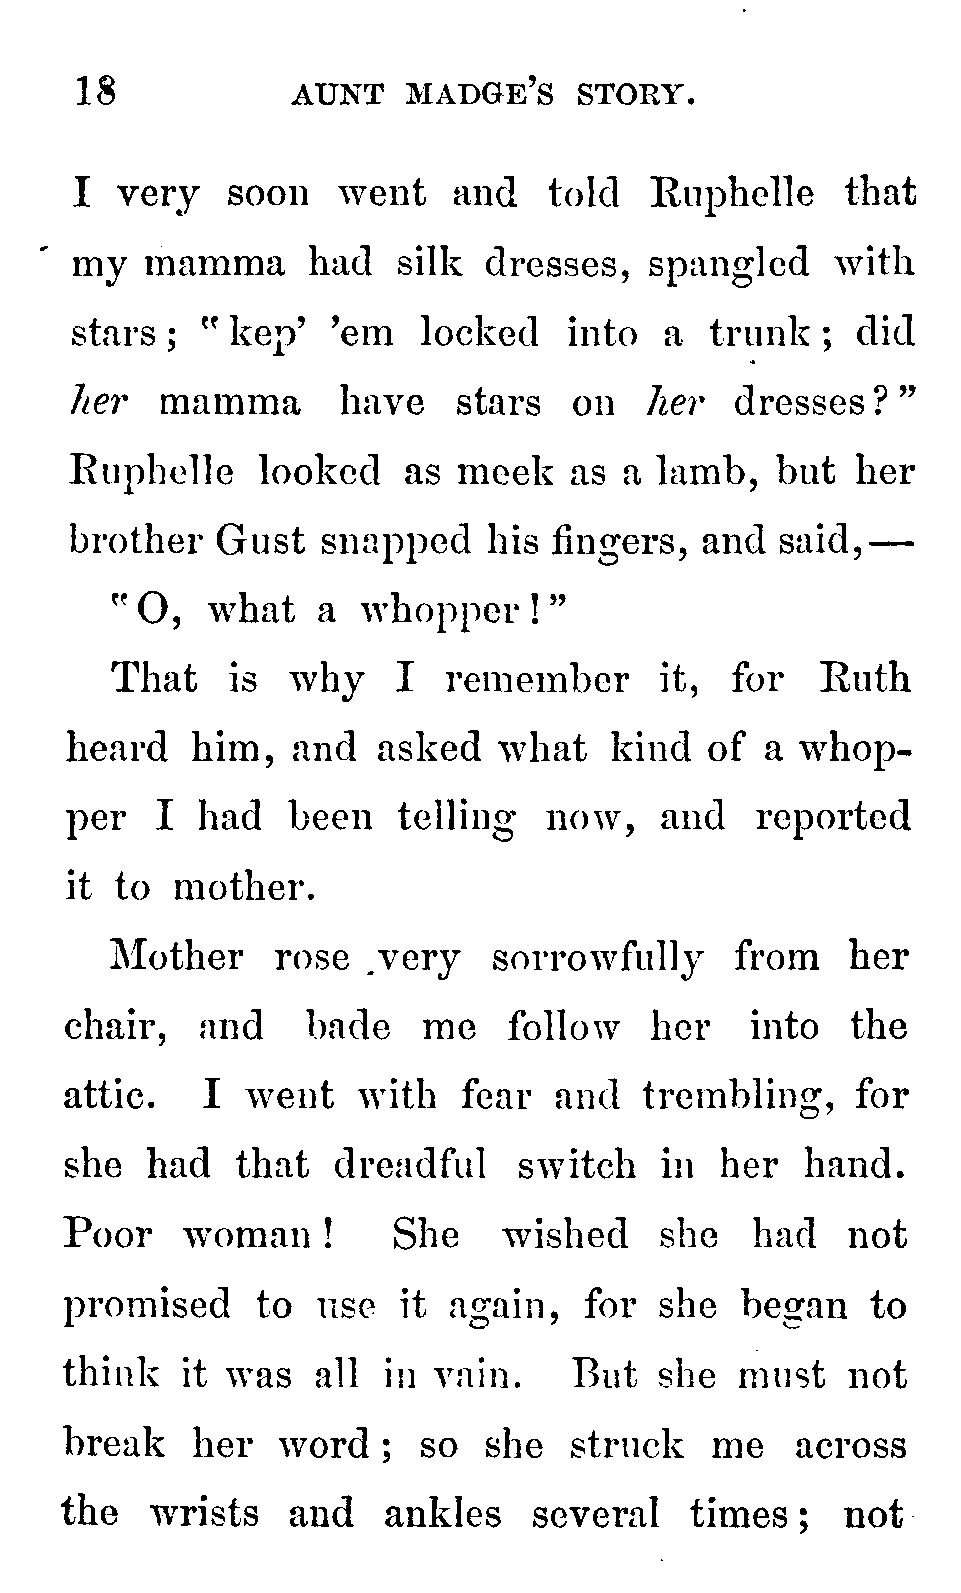 18 AUNT MADGE'S STORY.
I very soon went and told Ruphelle that
my mamma had silk dresses, spangled with
stars; "kep' 'em locked into a trunk; did
her mamma have stars on her dresses?"
Ruphelle looked as meek as a lamb, but her
brother Gust snapped his fingers, and said,—
"O, what a whopper!"
That is why I remember it, for Ruth
heard him, and asked what kind of a whop-
per I had been telling now, and reported
it to mother.
Mother rose very sorrowfully from her
chair, and bade me follow her into the
attic. I went with fear and trembling, for
she had that dreadful switch in her hand.
Poor woman! She wished she had not
promised to use it again, for she began to
think it was all in vain. But she must not
break her word; so she struck me across
the wrists and ankles several times; not